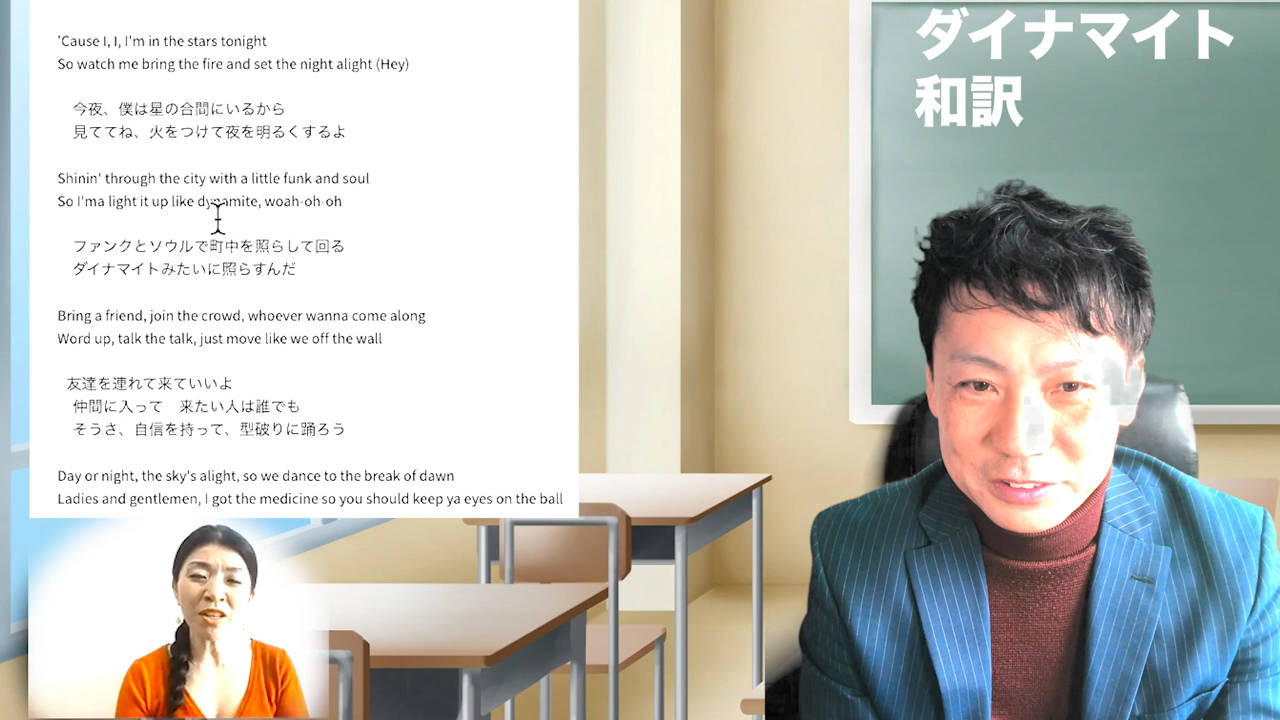 'Cause I, I, I'm in the stars tonight
So watch me bring the fire and set the night alight (Hey)
今夜、僕は星の合間にいるから
見ててね、火をつけて夜を明るくするよ
Shinin' through the city with a little funk and soul
So I'ma light it up like dynamite, woah-oh-oh
ファンクとソウルで町中を照らして回る
ダイナマイトみたいに照らすんだ
Bring a friend, join the crowd, whoever wanna come along
Word up, talk the talk, just move like we off the wall
友達を連れて来ていいよ
仲間に入って　来たい人は誰でも
そうさ、自信を持って、型破りに踊ろう
Day or night, the sky's alight, so we dance to the break of dawn
Ladies and gentlemen, I got the medicine so you should keep ya eyes on the ball
ダイナマイト
和訳